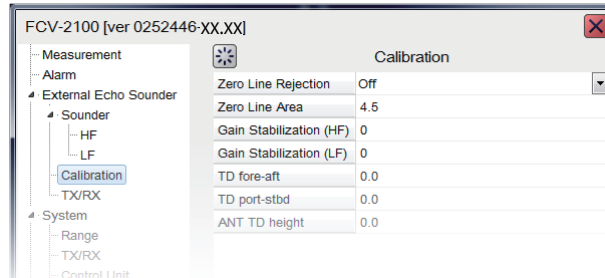 FCV-2100 [ver 0252446-XX.XX]
Measurement
Alarm
External Echo Sounder
Sounder
HF
LF
Calibration
TX/RX
System
Range
TX/RX
Control Unit
Calibration
Zero Line Rejection Off
Zero Line Area 4.5
Gain Stabilization (HF) 0
Gain Stabilization (LF) 0
TD fore-aft 0.0
TD port-stbd 0.0
ANT TD height 0.0